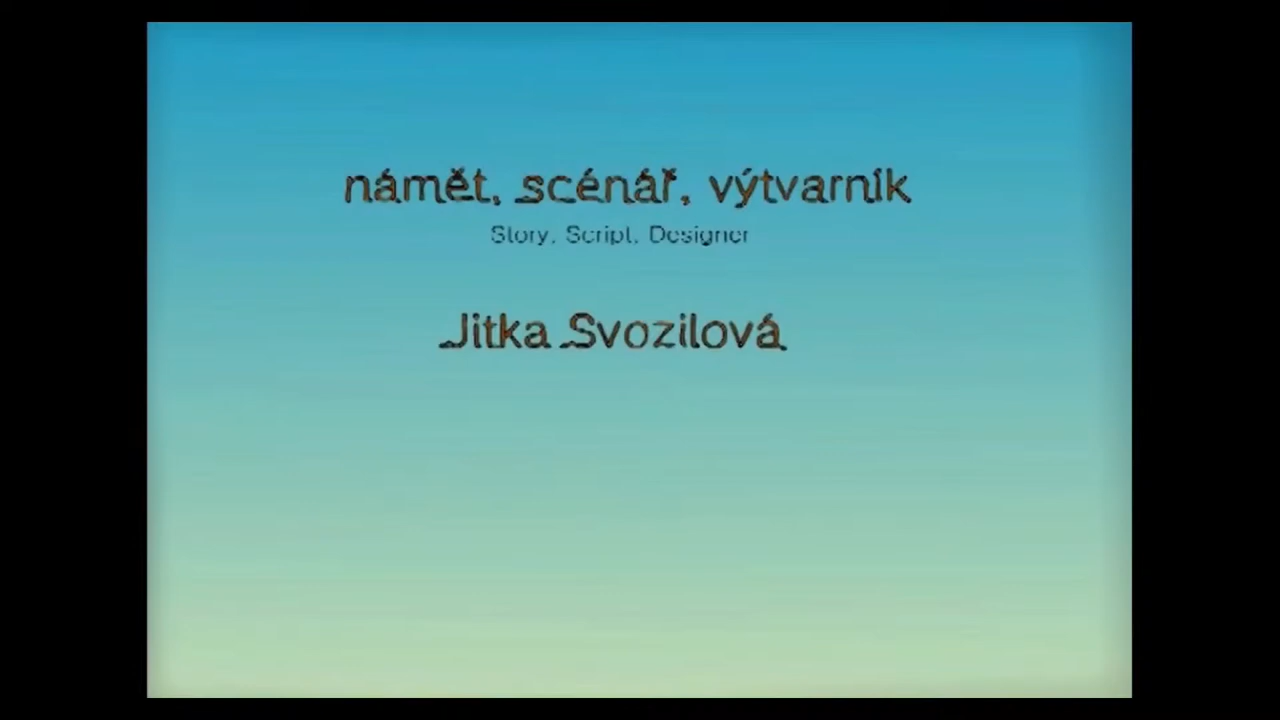 námět, scénář, výtvarník
Story, Script, Designer
Jitka Svozilová